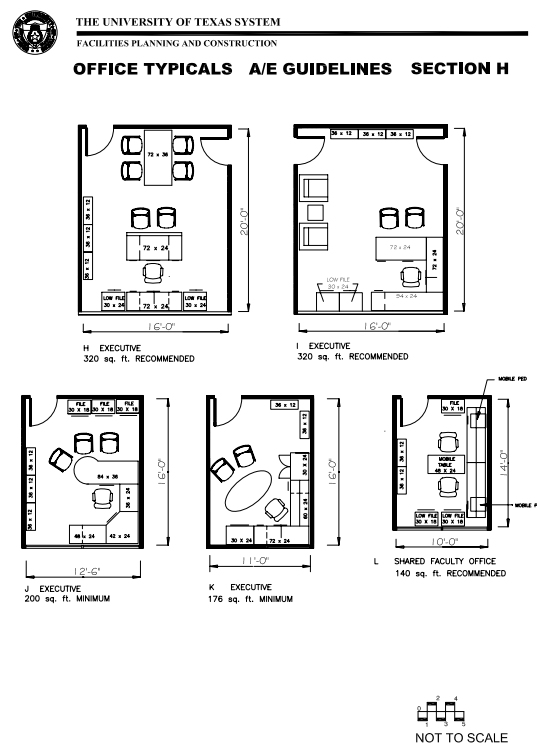 THE UNIVERSITY OF TEXAS SYSTEM
FACILITIES PLANNING AND CONSTRUCTION
OFFICE TYPICALS A/E GUIDELINES SECTION H
72 x 36
36 x 12
36 x 12
36 x 12
72 x 24
LOW FILE
30 x 24
72 x 24
LOW FILE
30 x 24
20'-0"
16'-0"
H EXECUTIVE
320 sq. ft. RECOMMENDED
36 x 12 36 x 12 36 x 12
72 x 24
72 x 24
LOW FILE
30 x 24
94 x 24
20'-0"
16'-0"
I EXECUTIVE
320 sq. ft. RECOMMENDED
FILE
30 X 18
FILE
30 X 18
FILE
30 X 18
36 x 12
36 x 12
36 x 12
84 x 36
36 x 24
48 x 24
42 x 24
16'-0"
12'-6"
J EXECUTIVE
200 sq. ft. MINIMUM
36 x 12
36 x 12
30 X 24
60 x 24
30 X 24
72 x 24
16'-0"
11'-0"
K EXECUTIVE
176 sq. ft. MINIMUM
MOBILE PED
FILE
30 X 18
36 x 12
36 x 12
MOBILE
TABLE
48 X 24
LOW FILE
30 X 18
LOW FILE
30 X 18
MOBILE P
14'-0"
10'-0"
L SHARED FACULTY OFFICE
140 sq. ft. RECOMMENDED
0 1 2 3 4 5
NOT TO SCALE